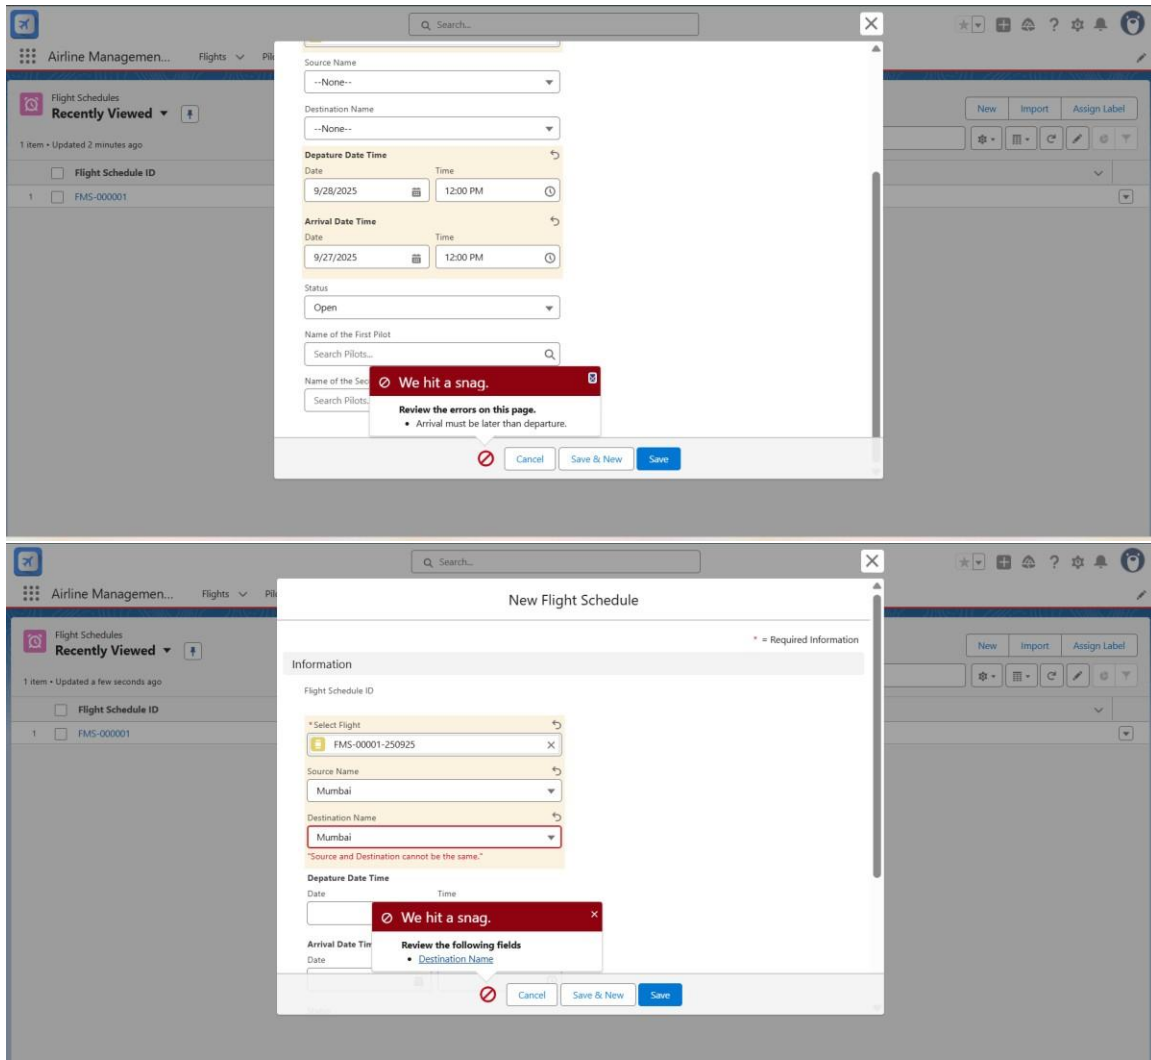 Search...
Airline Managemen... Flights Pil
Source Name
--None--
Destination Name
--None--
Flight Schedules
Recently Viewed
New Import Assign Label
1 item • Updated 2 minutes ago
Flight Schedule ID
1 FMS-000001
Depature Date Time
Date Time
9/28/2025 12:00 PM
Arrival Date Time
Date Time
9/27/2025 12:00 PM
Status
Open
Name of the First Pilot
Search Pilots...
Name of the Sec
Search Pilots.
We hit a snag.
Review the errors on this page.
• Arrival must be later than departure.
Cancel Save & New Save
Search...
Airline Managemen... Flights Pil
New Flight Schedule
* = Required Information
Flight Schedules
Recently Viewed
New Import Assign Label
1 item • Updated a few seconds ago
Flight Schedule ID
1 FMS-000001
Information
Flight Schedule ID
*Select Flight
FMS-00001-250925
Source Name
Mumbai
Destination Name
Mumbai
"Source and Destination cannot be the same."
Depature Date Time
Date Time
Arrival Date Tim
Date
We hit a snag.
Review the following fields
• Destination Name
Cancel Save & New Save